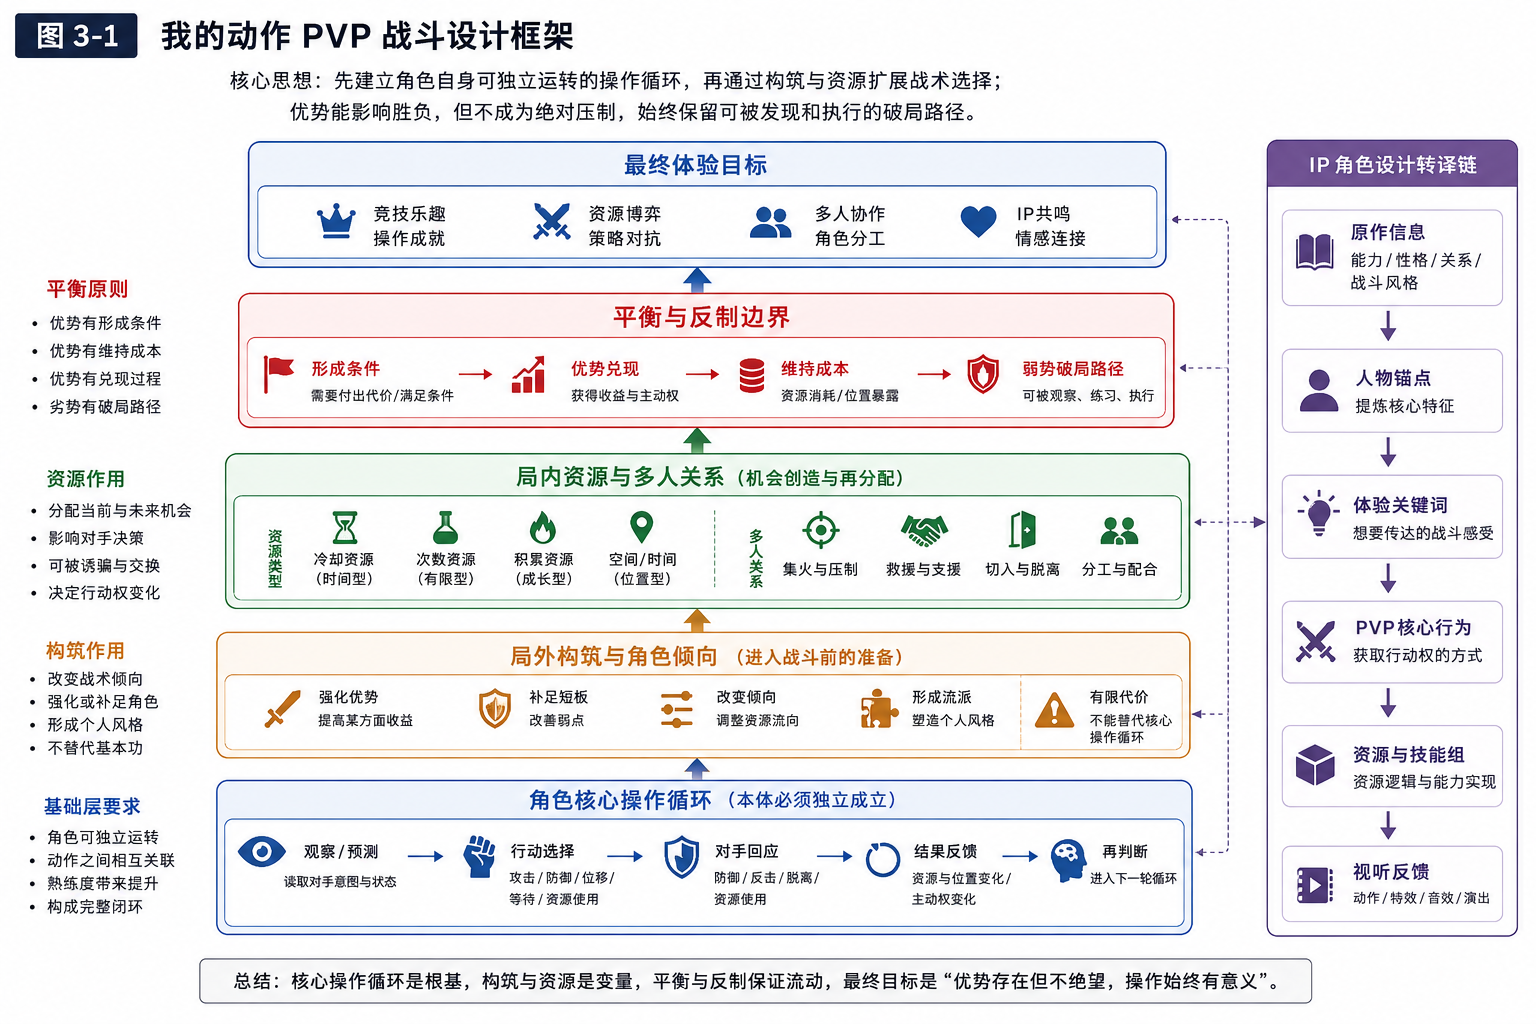 图 3-1
我的动作 PVP 战斗设计框架
核心思想：先建立角色自身可独立运转的操作循环，再通过构筑与资源扩展战术选择；
优势能影响胜负，但不成为绝对压制，始终保留可被发现和执行的破局路径。
最终体验目标
竞技乐趣
操作成就
资源博弈
策略对抗
多人协作
角色分工
IP共鸣
情感连接
平衡原则
• 优势有形成条件
• 优势有维持成本
• 优势有兑现过程
• 劣势有破局路径
平衡与反制边界
形成条件
需要付出代价/满足条件
优势兑现
获得收益与主动权
维持成本
资源消耗/位置暴露
弱势破局路径
可被观察、练习、执行
资源作用
• 分配当前与未来机会
• 影响对手决策
• 可被诱骗与交换
• 决定行动权变化
局内资源与多人关系（机会创造与再分配）
资源类型
冷却资源
（时间型）
次数资源
（有限型）
积累资源
（成长型）
空间/时间
（位置型）
多人关系
集火与压制
救援与支援
切入与脱离
分工与配合
构筑作用
• 改变战术倾向
• 强化或补足角色
• 形成个人风格
• 不替代基本功
局外构筑与角色倾向（进入战斗前的准备）
强化优势
提高某方面收益
补足短板
改善弱点
改变倾向
调整资源流向
形成流派
塑造个人风格
有限代价
不能替代核心
操作循环
基础层要求
• 角色可独立运转
• 动作之间相互关联
• 熟练度带来提升
• 构成完整闭环
角色核心操作循环（本体必须独立成立）
观察/预测
读取对手意图与状态
行动选择
攻击/防御/位移/
等待/资源使用
对手回应
防御/反击/脱离/
资源使用
结果反馈
资源与位置变化/
主动权变化
再判断
进入下一轮循环
IP 角色设计转译链
原作信息
能力/性格/关系/
战斗风格
人物锚点
提炼核心特征
体验关键词
想要传达的战斗感受
PVP核心行为
获取行动权的方式
资源与技能组
资源逻辑与能力实现
视听反馈
动作/特效/音效/演出
总结：核心操作循环是根基，构筑与资源是变量，平衡与反制保证流动，最终目标是“优势存在但不绝望，操作始终有意义”。